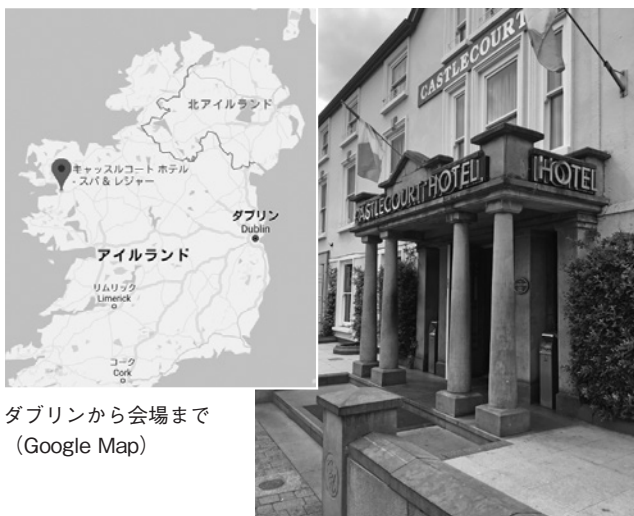 北アイルランド
キャッスルコート ホテル
- スパ & レジャー
ダブリン
Dublin
アイルランド
リムリック
Limerick
コーク
Cork
ダブリンから会場まで
（Google Map）
CASTLECOURT
CASTLECOURT HOTEL
HOTEL